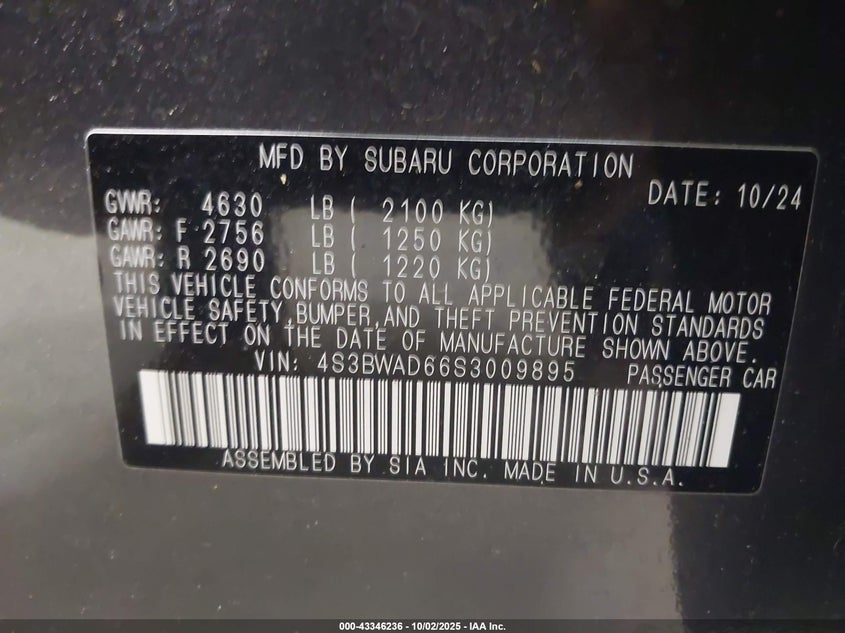 MFD BY SUBARU CORPORATION
DATE: 10/24
GVWR: 4630 LB ( 2100 KG)
GAWR: F 2756 LB ( 1250 KG)
GAWR: R 2690 LB ( 1220 KG)
THIS VEHICLE CONFORMS TO ALL APPLICABLE FEDERAL MOTOR
VEHICLE SAFETY,BUMPER,AND THEFT PREVENTION STANDARDS
IN EFFECT ON THE DATE OF MANUFACTURE SHOWN ABOVE.
VIN: 4S3BWAD66S3009895 PASSENGER CAR
ASSEMBLED BY SIA INC. MADE IN U.S.A.
000-43346236 - 10/02/2025 - IAA Inc.